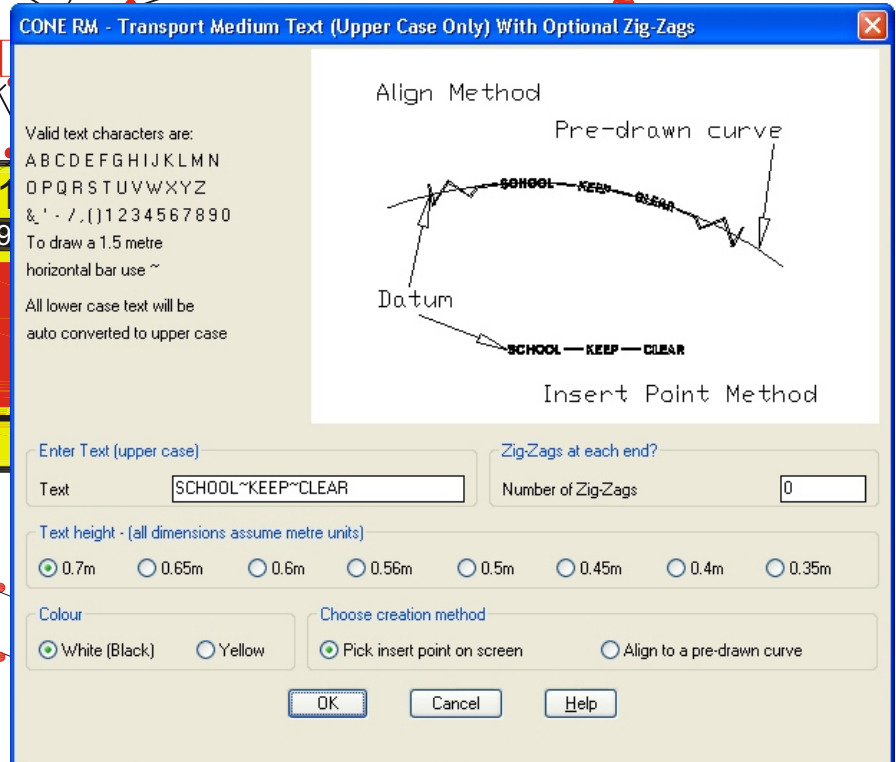 CONE RM - Transport Medium Text (Upper Case Only) With Optional Zig-Zags
Valid text characters are:
A B C D E F G H I J K L M N
O P Q R S T U V W X Y Z
&_' - / , ( ) 1 2 3 4 5 6 7 8 9 0
To draw a 1.5 metre
horizontal bar use ~
All lower case text will be
auto converted to upper case
Align Method
Pre-drawn curve
SCHOOL — KEEP — CLEAR
Datum
SCHOOL — KEEP — CLEAR
Insert Point Method
Enter Text (upper case)
Text SCHOOL~KEEP~CLEAR
Zig-Zags at each end?
Number of Zig-Zags 0
Text height - (all dimensions assume metre units)
0.7m 0.65m 0.6m 0.56m 0.5m 0.45m 0.4m 0.35m
Colour
White (Black) Yellow
Choose creation method
Pick insert point on screen Align to a pre-drawn curve
OK Cancel Help